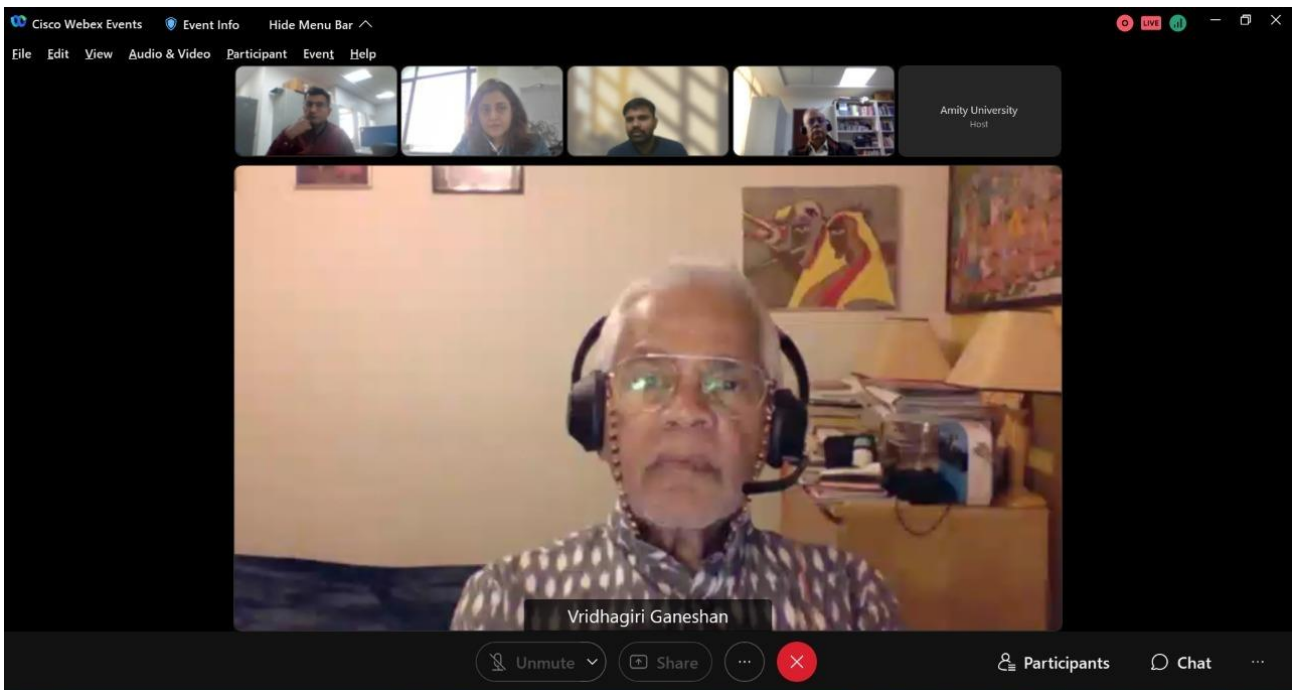 Cisco Webex Events Event Info Hide Menu Bar LIVE
File Edit View Audio & Video Participant Event Help
Amity University
Host
Vridhagiri Ganeshan
Unmute Share Participants Chat